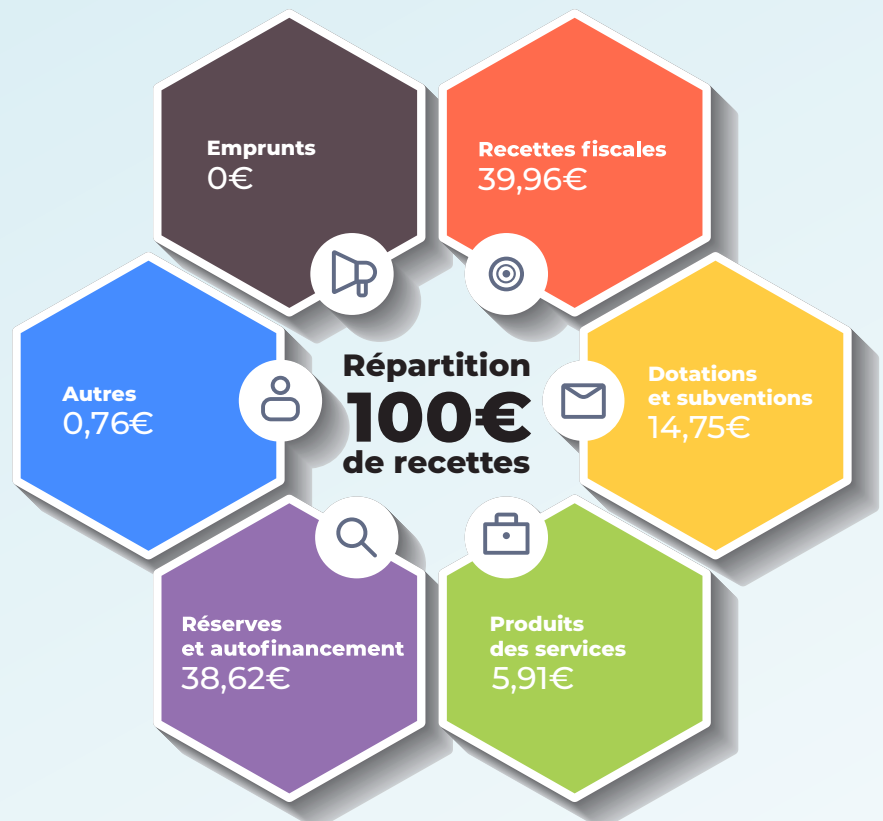 Emprunts
0€
Recettes fiscales
39,96€
Autres
0,76€
Répartition
100€
de recettes
Dotations
et subventions
14,75€
Réserves
et autofinancement
38,62€
Produits
des services
5,91€